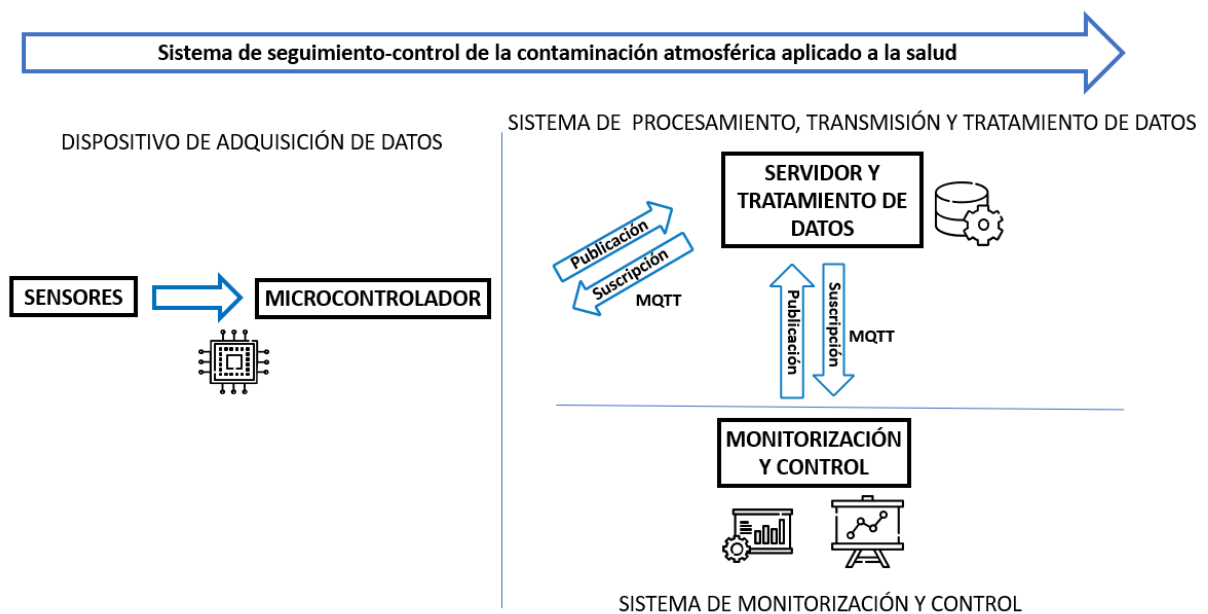 Sistema de seguimiento-control de la contaminación atmosférica aplicado a la salud
DISPOSITIVO DE ADQUISICIÓN DE DATOS
SENSORES
MICROCONTROLADOR
SISTEMA DE  PROCESAMIENTO, TRANSMISIÓN Y TRATAMIENTO DE DATOS
SERVIDOR Y
TRATAMIENTO DE
DATOS
Publicación
Suscripción
MQTT
Publicación
Suscripción
MQTT
MONITORIZACIÓN
Y CONTROL
SISTEMA DE MONITORIZACIÓN Y CONTROL